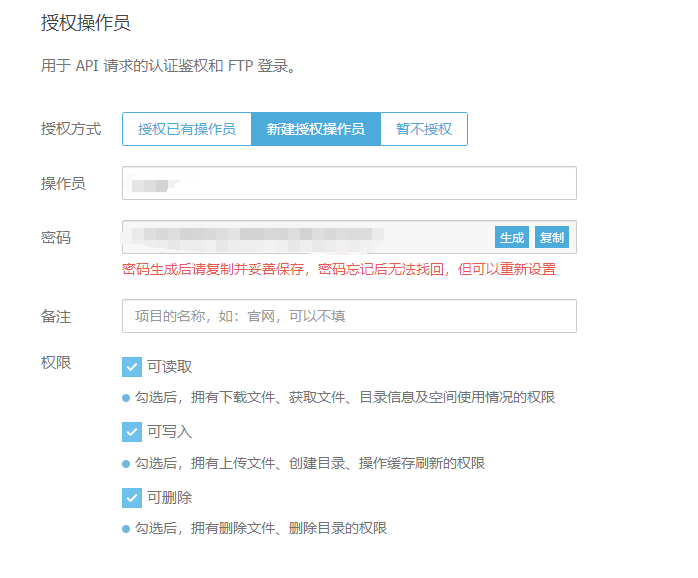 授权操作员
用于 API 请求的认证鉴权和 FTP 登录。
授权方式 授权已有操作员 新建授权操作员 暂不授权
操作员
密码 生成 复制
密码生成后请复制并妥善保存，密码忘记后无法找回，但可以重新设置
备注 项目的名称，如：官网，可以不填
权限 可读取
勾选后，拥有下载文件、获取文件、目录信息及空间使用情况的权限
可写入
勾选后，拥有上传文件、创建目录、操作缓存刷新的权限
可删除
勾选后，拥有删除文件、删除目录的权限